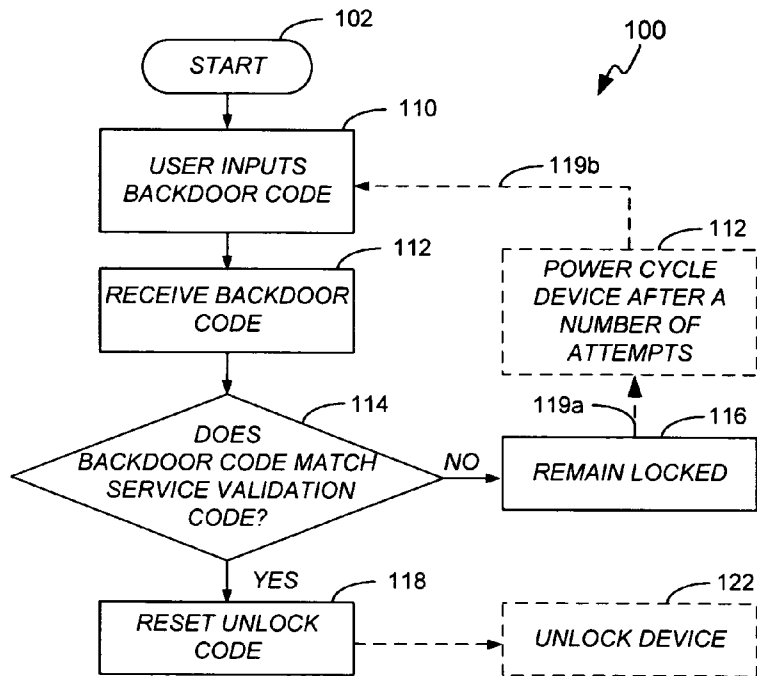 102
START
100
110
USER INPUTS
BACKDOOR CODE
119b
112
RECEIVE BACKDOOR
CODE
112
POWER CYCLE
DEVICE AFTER A
NUMBER OF
ATTEMPTS
114
DOES
BACKDOOR CODE MATCH
SERVICE VALIDATION
CODE?
NO
119a
116
REMAIN LOCKED
YES
118
RESET UNLOCK
CODE
122
UNLOCK DEVICE